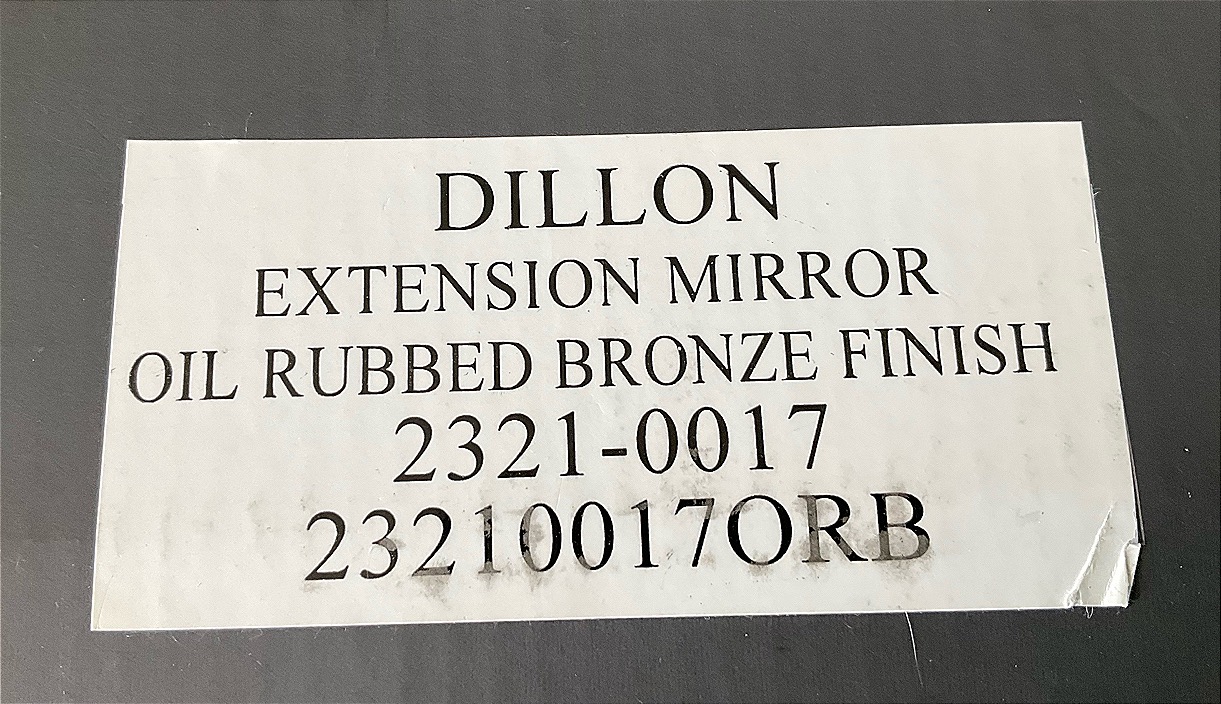 DILLON
EXTENSION MIRROR
OIL RUBBED BRONZE FINISH
2321-0017
23210017ORB